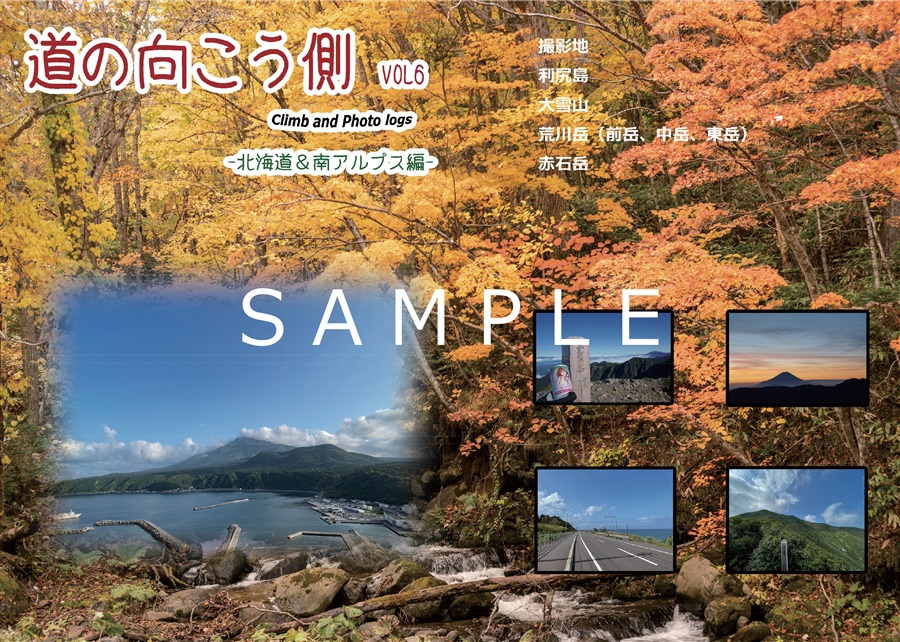 道の向こう側 VOL6
Climb and Photo logs
-北海道＆南アルプス編-
撮影地
利尻島
大雪山
荒川岳（前岳、中岳、東岳）
赤石岳
SAMPLE